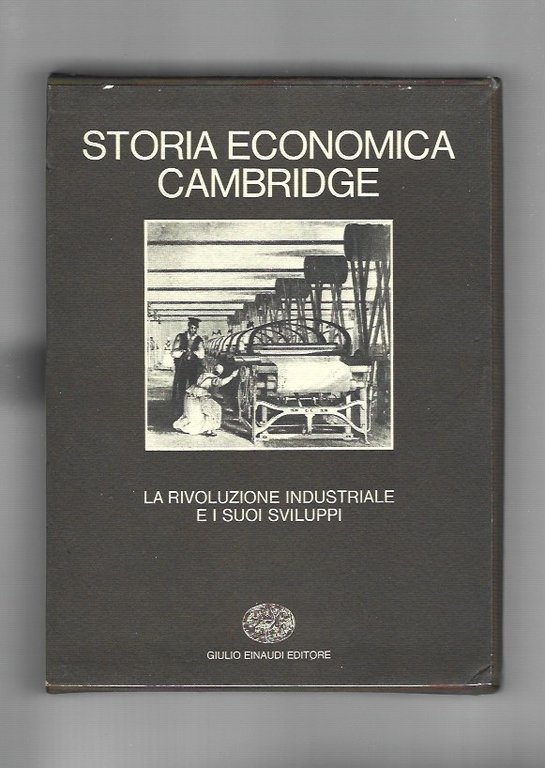 STORIA ECONOMICA
CAMBRIDGE
LA RIVOLUZIONE INDUSTRIALE
E I SUOI SVILUPPI
GIULIO EINAUDI EDITORE